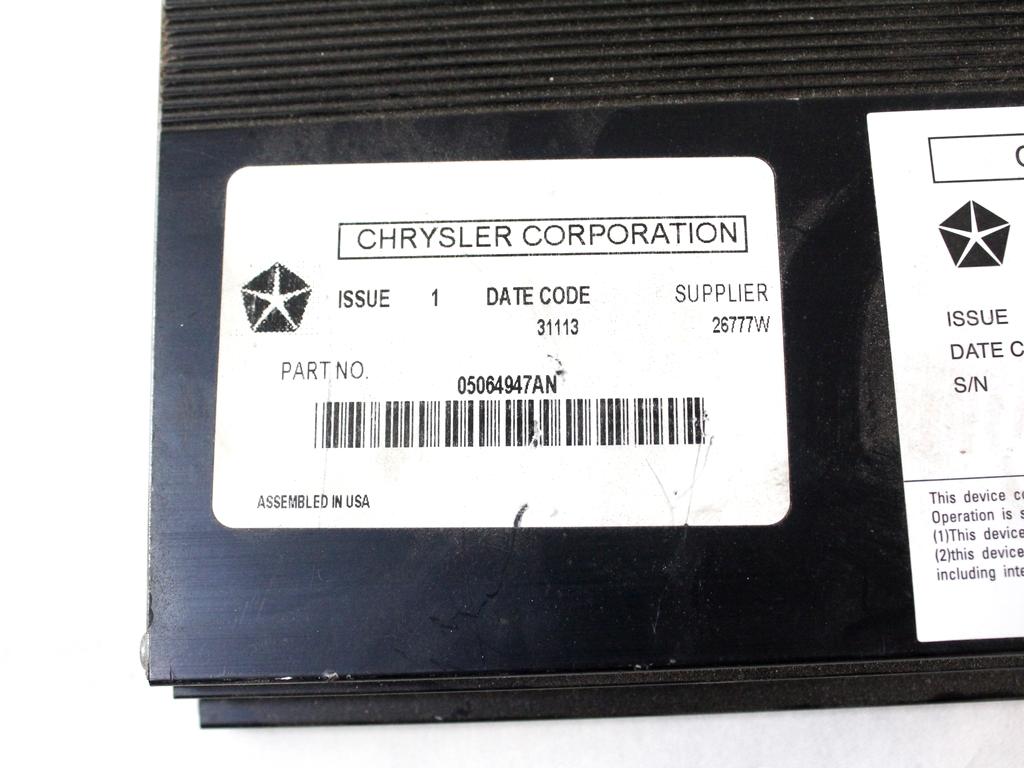 CHRYSLER CORPORATION
ISSUE 1 DATE CODE SUPPLIER
31113 26777W
PART NO.
05064947AN
ASSEMBLED IN USA
ISSUE
DATE C
S/N
This device
Operation is
(1)This device
(2)this device
including